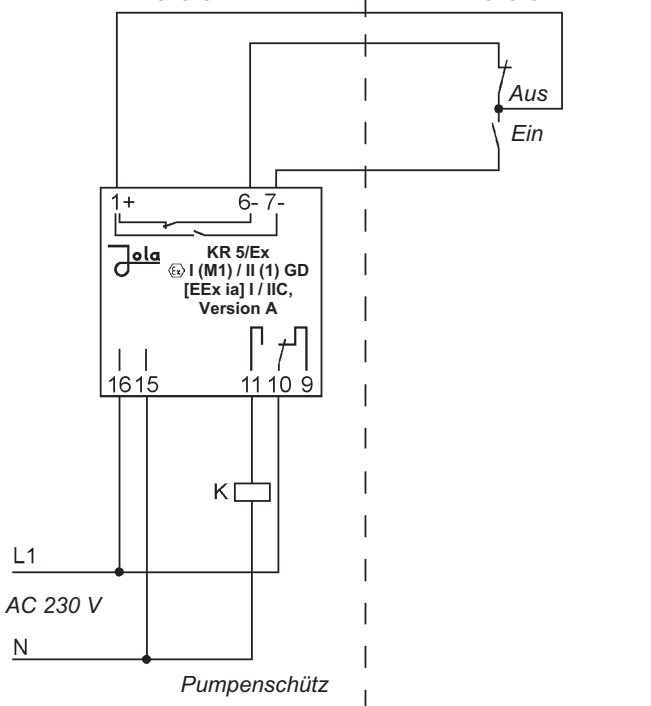 Aus
Ein
1+ 6- 7-
Jola
KR 5/Ex
Ex I (M1) / II (1) GD
[EEx ia] I / IIC,
Version A
16 15 11 10 9
K
L1
AC 230 V
N
Pumpenschütz